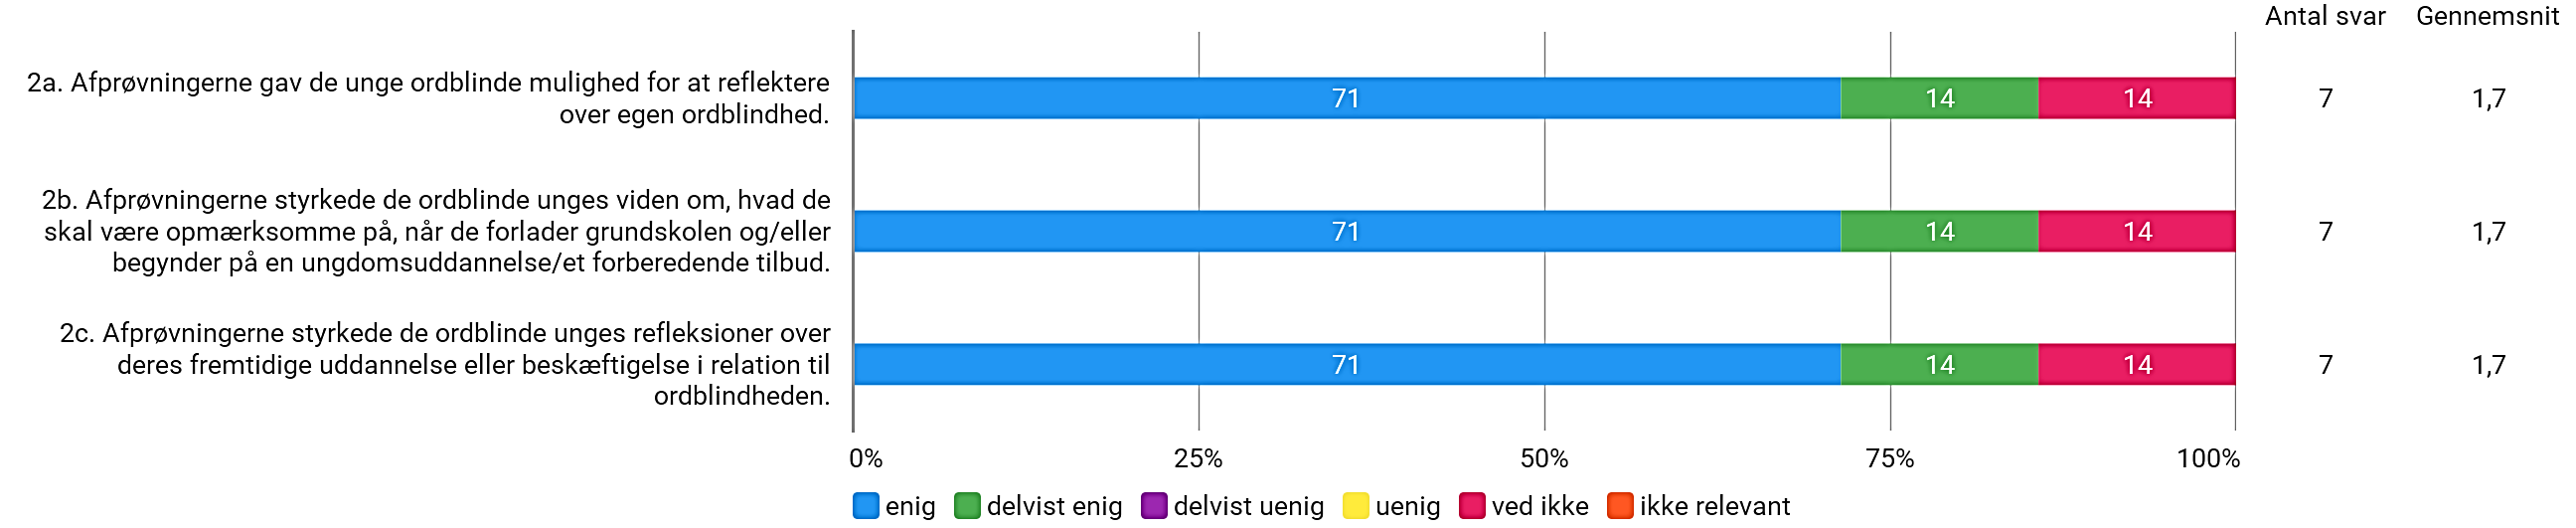 Antal svar Gennemsnit
2a. Afprøvningerne gav de unge ordblinde mulighed for at reflektere
over egen ordblindhed.
71 14 14 7 1,7
2b. Afprøvningerne styrkede de ordblinde unges viden om, hvad de
skal være opmærksomme på, når de forlader grundskolen og/eller
begynder på en ungdomsuddannelse/et forberedende tilbud.
71 14 14 7 1,7
2c. Afprøvningerne styrkede de ordblinde unges refleksioner over
deres fremtidige uddannelse eller beskæftigelse i relation til
ordblindheden.
71 14 14 7 1,7
0% 25% 50% 75% 100%
enig delvist enig delvist uenig uenig ved ikke ikke relevant